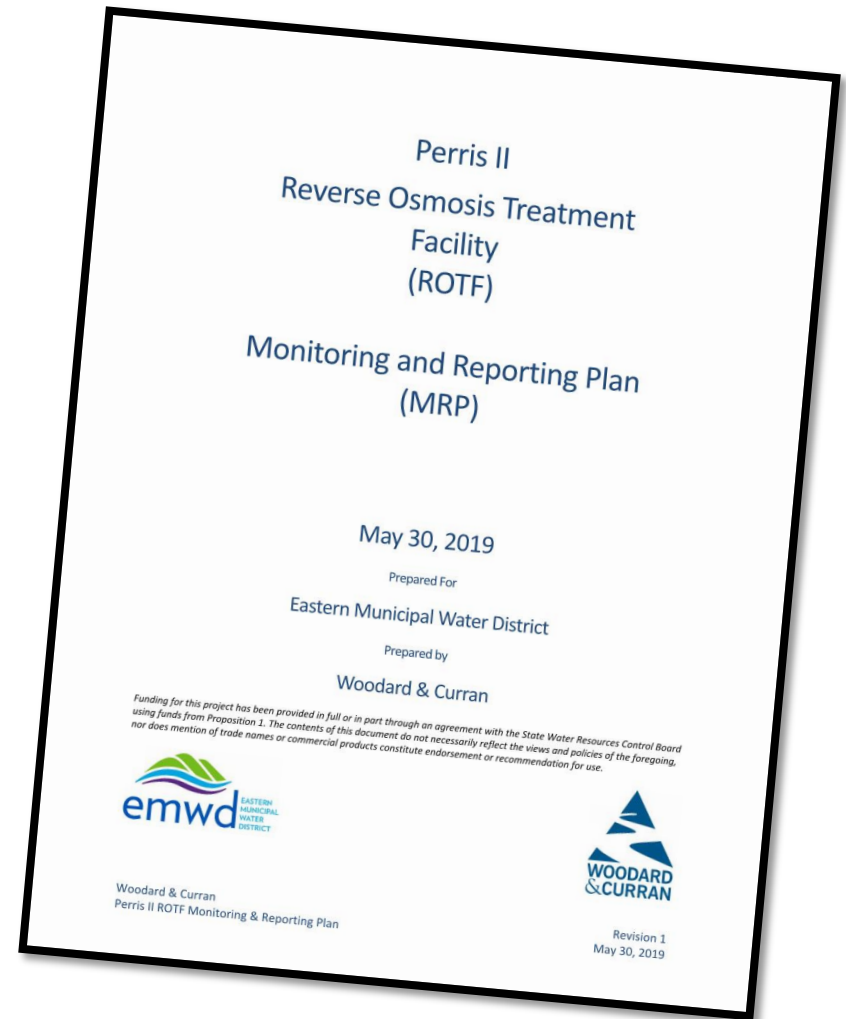 Perris II
Reverse Osmosis Treatment
Facility
(ROTF)
Monitoring and Reporting Plan
(MRP)
May 30, 2019
Prepared For
Eastern Municipal Water District
Prepared by
Woodard & Curran
Funding for this project has been provided in full or in part through an agreement with the State Water Resources Control Board
using funds from Proposition 1. The contents of this document do not necessarily reflect the views and policies of the foregoing,
nor does mention of trade names or commercial products constitute endorsement or recommendation for use.
emwd
EASTERN
MUNICIPAL
WATER
DISTRICT
WOODARD
&CURRAN
Woodard & Curran
Perris II ROTF Monitoring & Reporting Plan
Revision 1
May 30, 2019